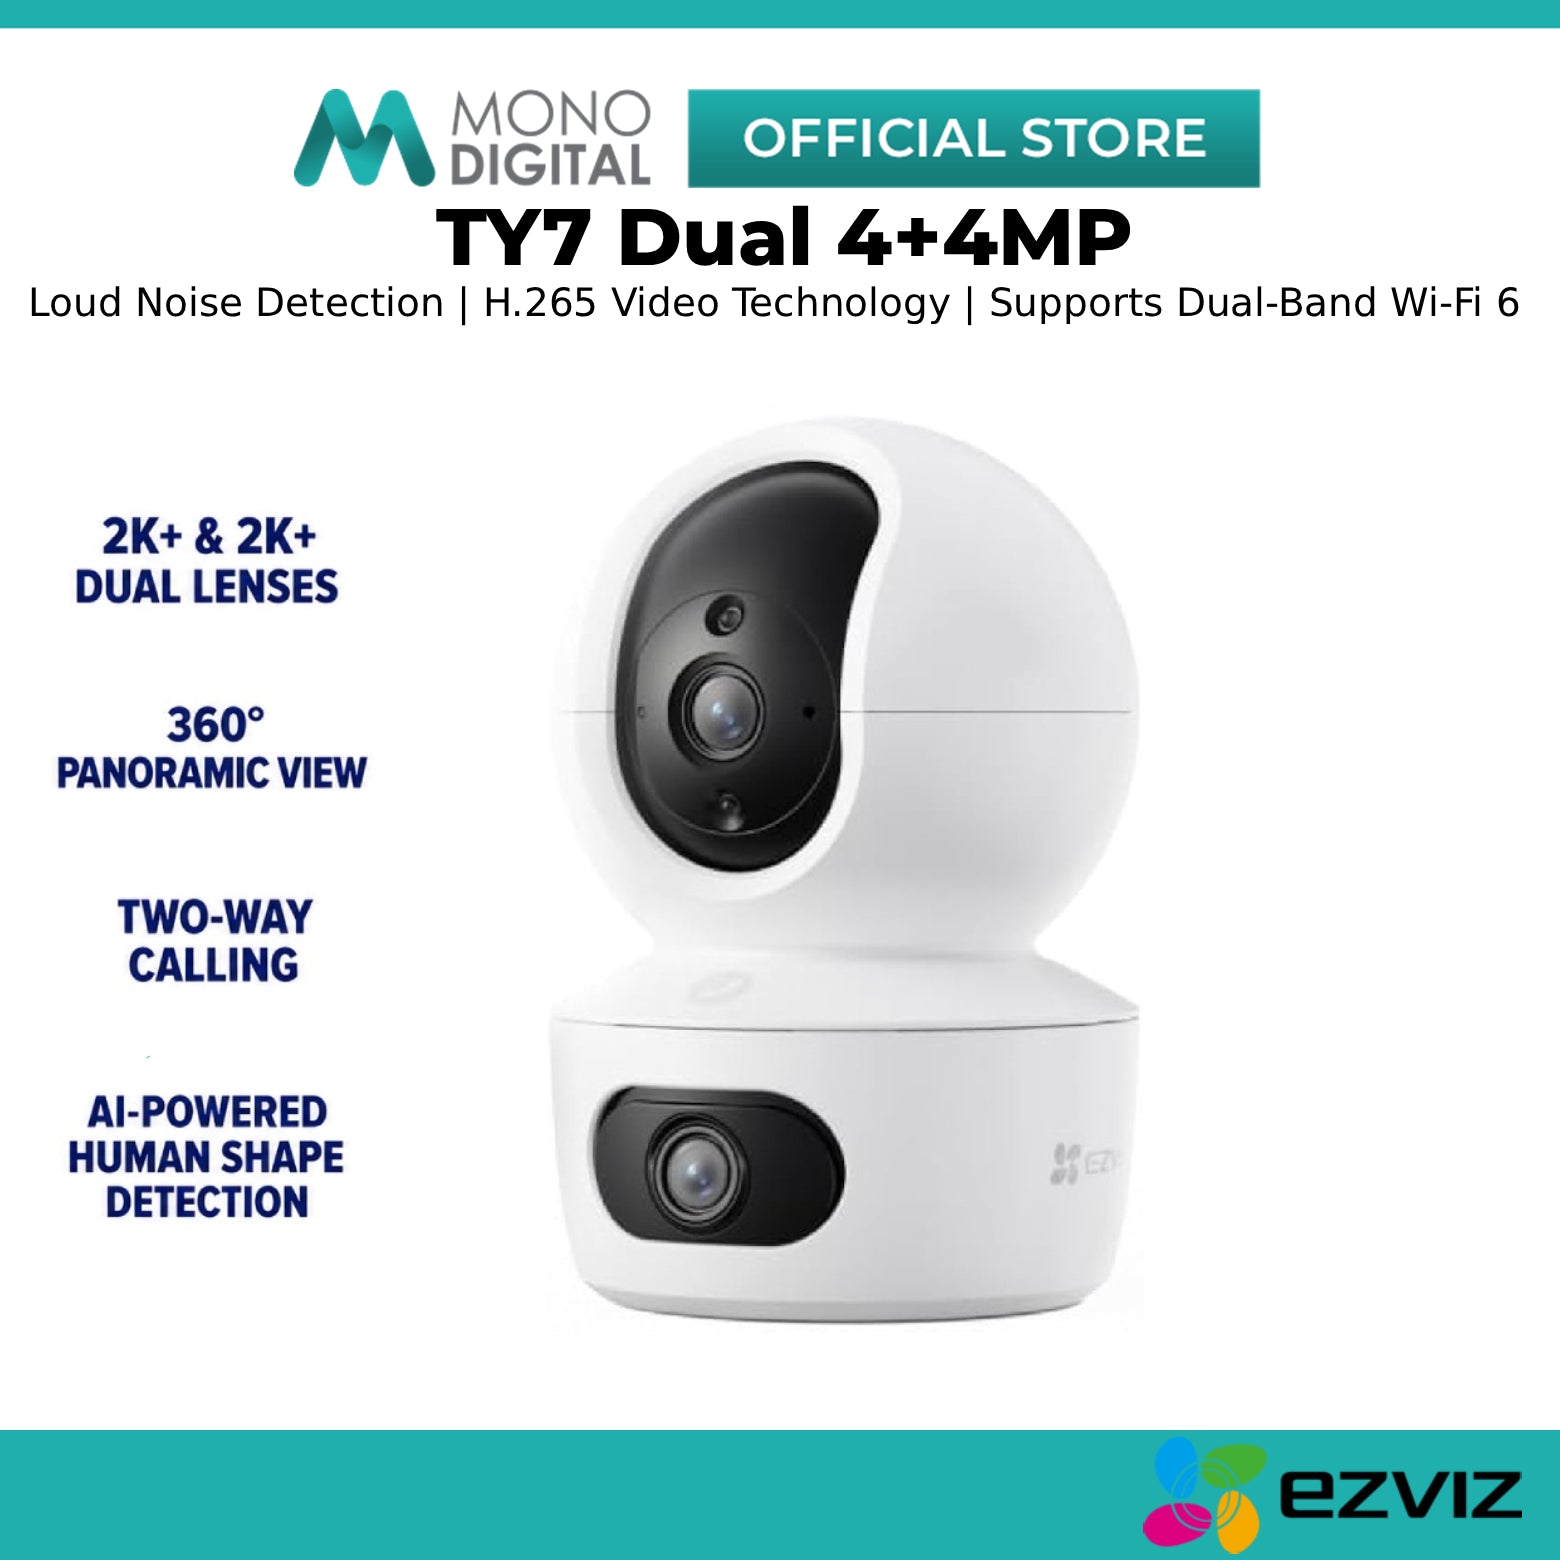 MONO
DIGITAL
OFFICIAL STORE
TY7 Dual 4+4MP
Loud Noise Detection | H.265 Video Technology | Supports Dual-Band Wi-Fi 6
2K+ & 2K+
DUAL LENSES
360°
PANORAMIC VIEW
TWO-WAY
CALLING
AI-POWERED
HUMAN SHAPE
DETECTION
EZV
ezviz